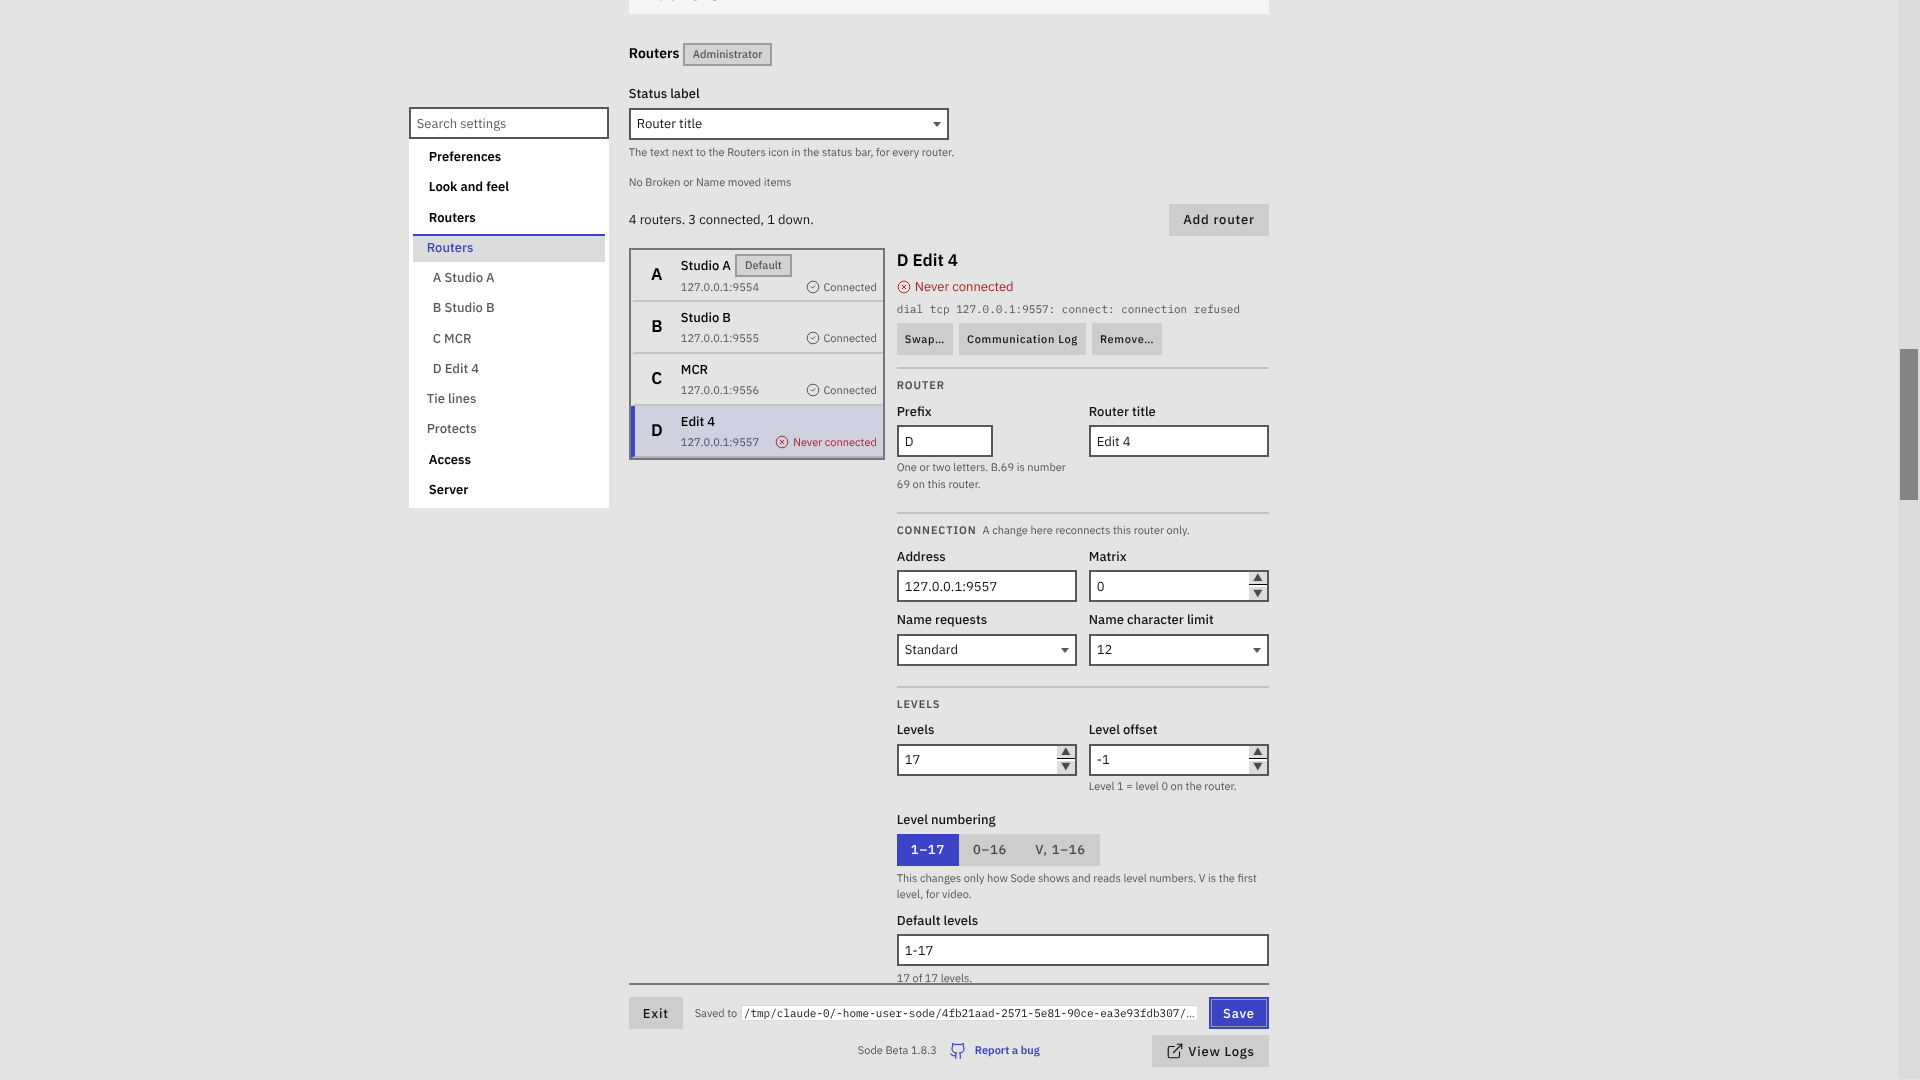 Routers Administrator
Status label
Search settings
Router title
The text next to the Routers icon in the status bar, for every router.
Preferences
Look and feel
Routers
Routers
A Studio A
B Studio B
C MCR
D Edit 4
Tie lines
Protects
Access
Server
No Broken or Name moved items
4 routers. 3 connected, 1 down.
Add router
A
Studio A Default
127.0.0.1:9554 Connected
B
Studio B
127.0.0.1:9555 Connected
C
MCR
127.0.0.1:9556 Connected
D
Edit 4
127.0.0.1:9557 Never connected
D Edit 4
Never connected
dial tcp 127.0.0.1:9557: connect: connection refused
Swap... Communication Log Remove...
ROUTER
Prefix Router title
D Edit 4
One or two letters. B.69 is number
69 on this router.
CONNECTION A change here reconnects this router only.
Address Matrix
127.0.0.1:9557 0
Name requests Name character limit
Standard 12
LEVELS
Levels Level offset
17 -1
Level 1 = level 0 on the router.
Level numbering
1–17 0–16 V, 1–16
This changes only how Sode shows and reads level numbers. V is the first
level, for video.
Default levels
1-17
17 of 17 levels.
Exit Saved to /tmp/claude-0/-home-user-sode/4fb21aad-2571-5e81-90ce-ea3e93fdb307/... Save
Sode Beta 1.8.3 Report a bug View Logs